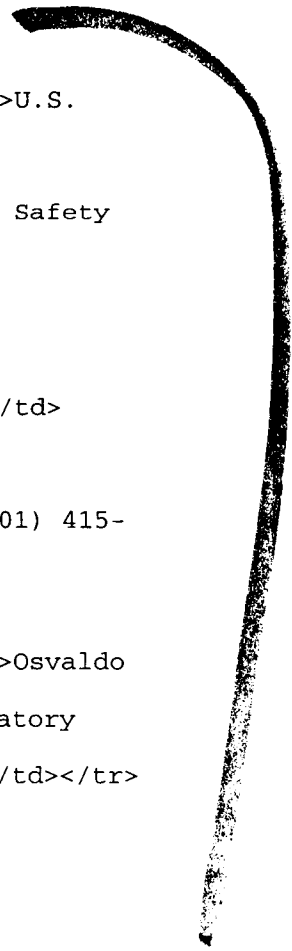 >U.S.
Safety
/td>
01) 415-
>Osvaldo
atory
/td></tr>